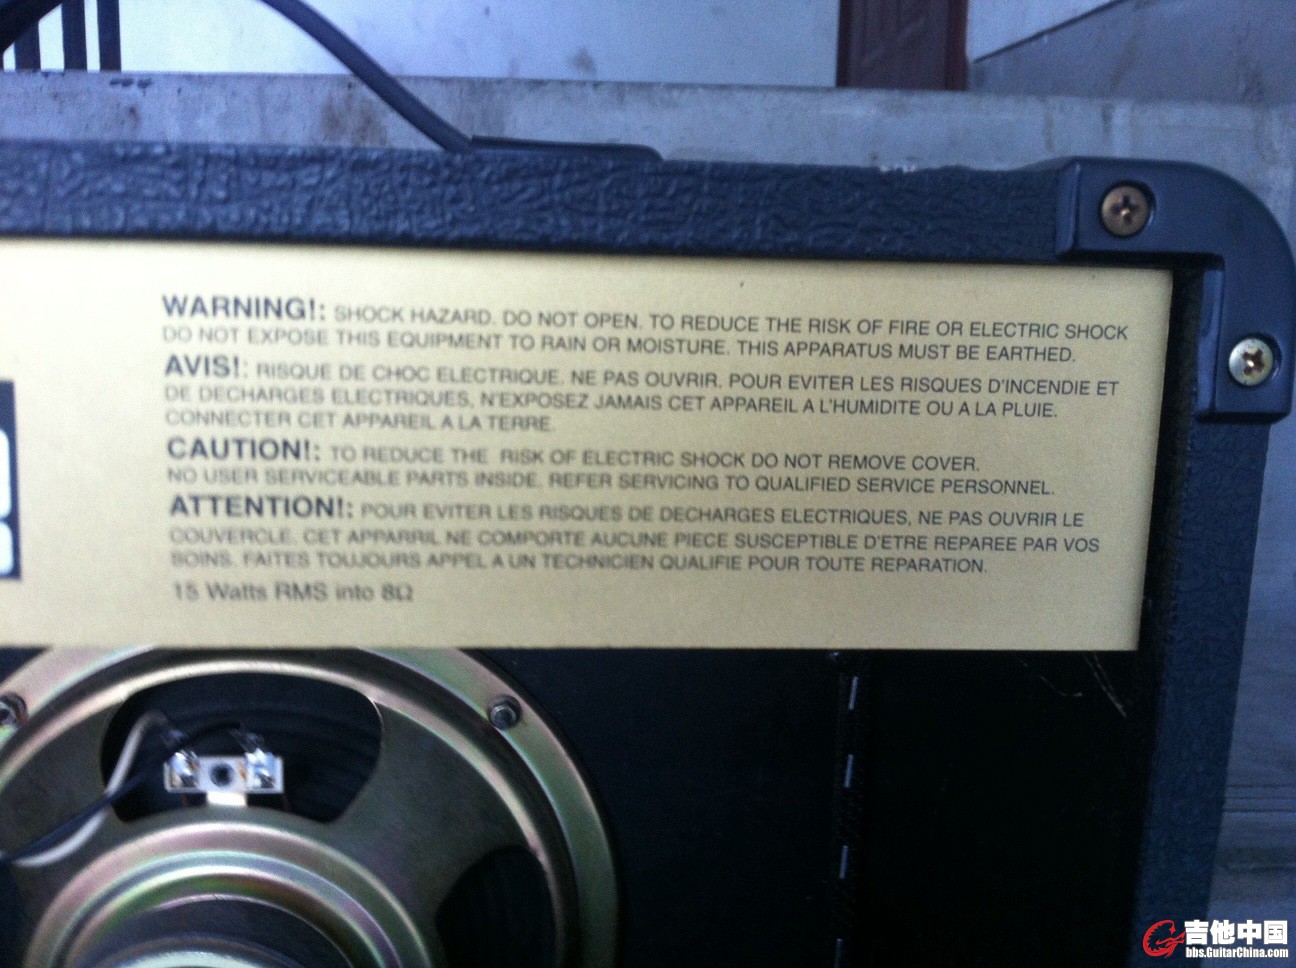 WARNING!: SHOCK HAZARD. DO NOT OPEN. TO REDUCE THE RISK OF FIRE OR ELECTRIC SHOCK
DO NOT EXPOSE THIS EQUIPMENT TO RAIN OR MOISTURE. THIS APPARATUS MUST BE EARTHED.
AVIS!: RISQUE DE CHOC ELECTRIQUE. NE PAS OUVRIR. POUR EVITER LES RISQUES D'INCENDIE ET
DE DECHARGES ELECTRIQUES, N'EXPOSEZ JAMAIS CET APPAREIL A L'HUMIDITE OU A LA PLUIE.
CONNECTER CET APPAREIL A LA TERRE.
CAUTION!: TO REDUCE THE RISK OF ELECTRIC SHOCK DO NOT REMOVE COVER.
NO USER SERVICEABLE PARTS INSIDE. REFER SERVICING TO QUALIFIED SERVICE PERSONNEL.
ATTENTION!: POUR EVITER LES RISQUES DE DECHARGES ELECTRIQUES, NE PAS OUVRIR LE
COUVERCLE. CET APPARRIL NE COMPORTE AUCUNE PIECE SUSCEPTIBLE D'ETRE REPAREE PAR VOS
SOINS. FAITES TOUJOURS APPEL A UN TECHNICIEN QUALIFIE POUR TOUTE REPARATION.
15 Watts RMS into 8Ω
吉他中国
bbs.GuitarChina.com